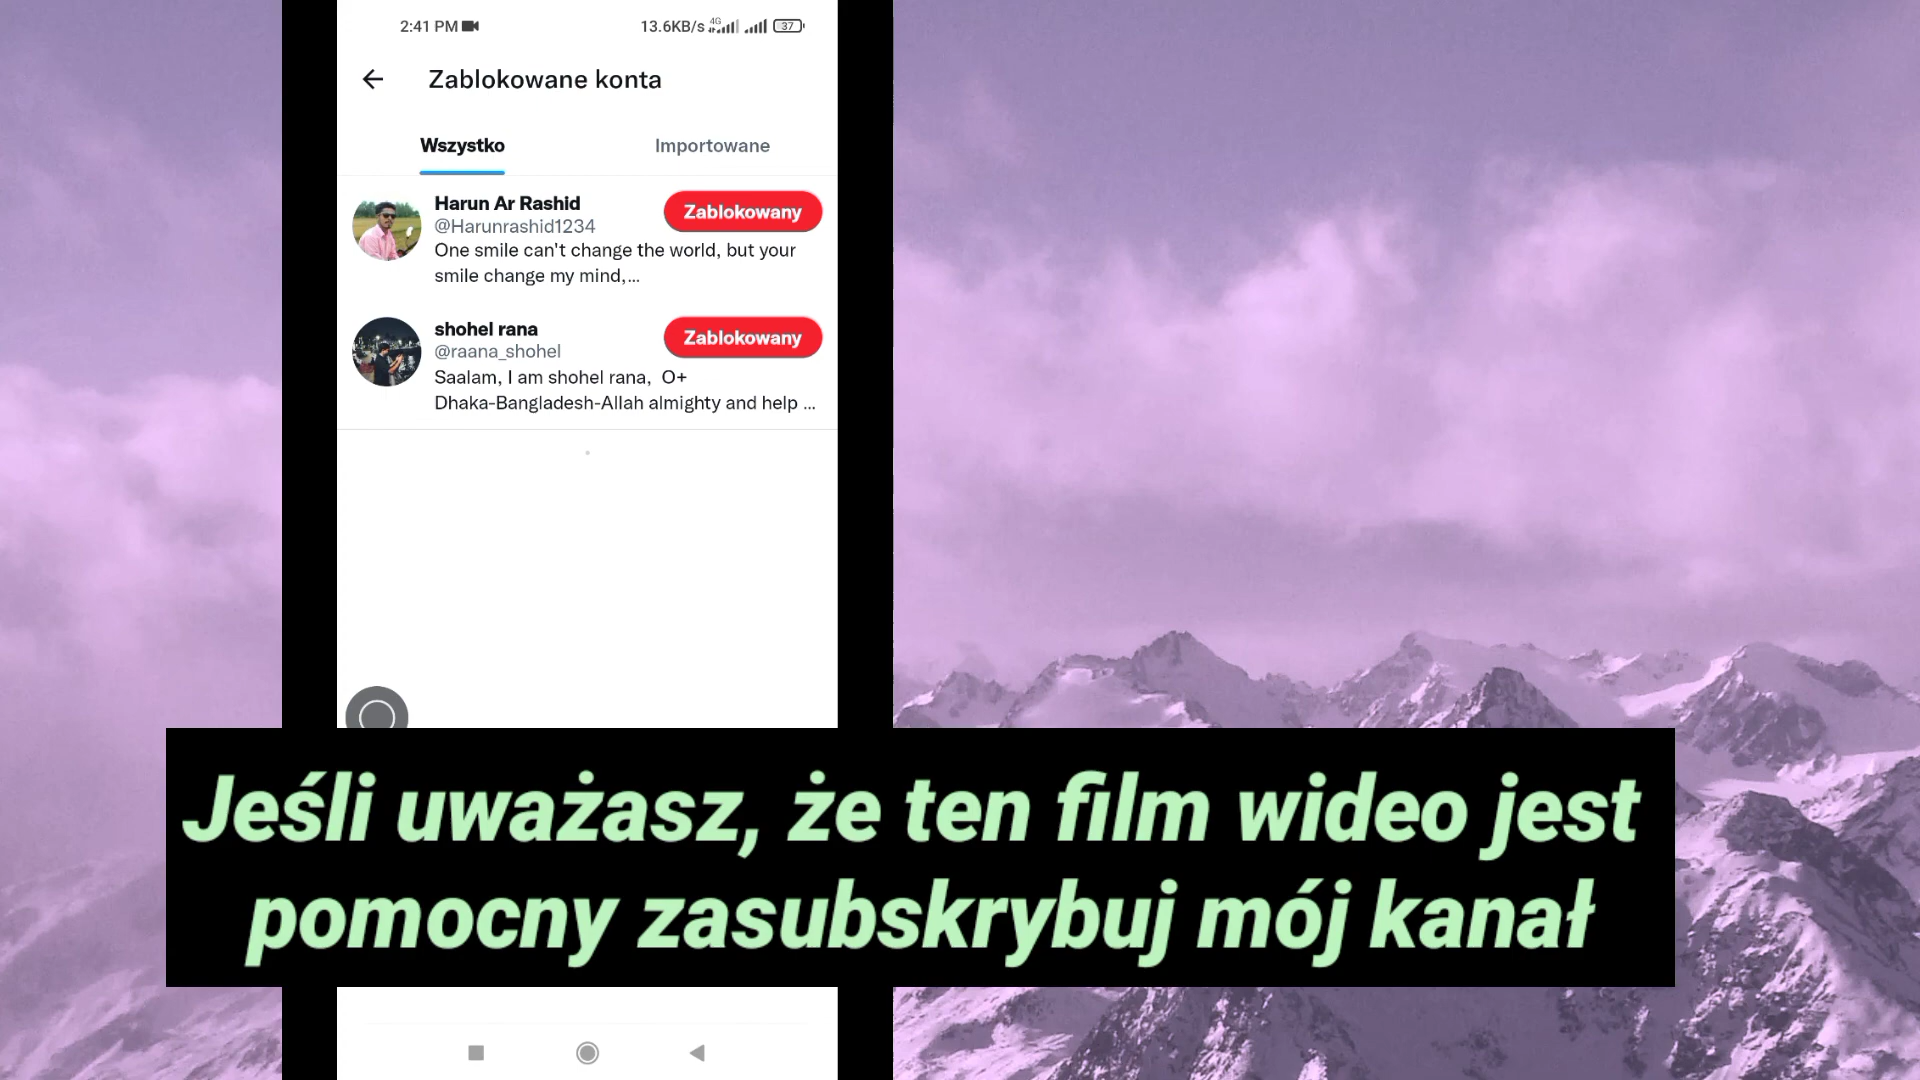 2:41 PM 13.6KB/s 4G 37
Zablokowane konta
Wszystko Importowane
Harun Ar Rashid Zablokowany
@Harunrashid1234
One smile can't change the world, but your
smile change my mind,...
shohel rana Zablokowany
@raana_shohel
Saalam, I am shohel rana, O+
Dhaka-Bangladesh-Allah almighty and help ...
Jeśli uważasz, że ten film wideo jest
pomocny zasubskrybuj mój kanał